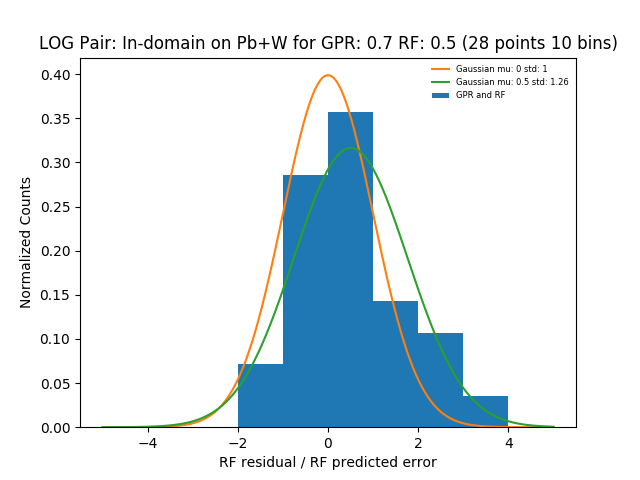 LOG Pair: In-domain on Pb+W for GPR: 0.7 RF: 0.5 (28 points 10 bins)
Gaussian mu: 0 std: 1
Gaussian mu: 0.5 std: 1.26
GPR and RF
Normalized Counts
0.40
0.35
0.30
0.25
0.20
0.15
0.10
0.05
0.00
−4
−2
0
2
4
RF residual / RF predicted error